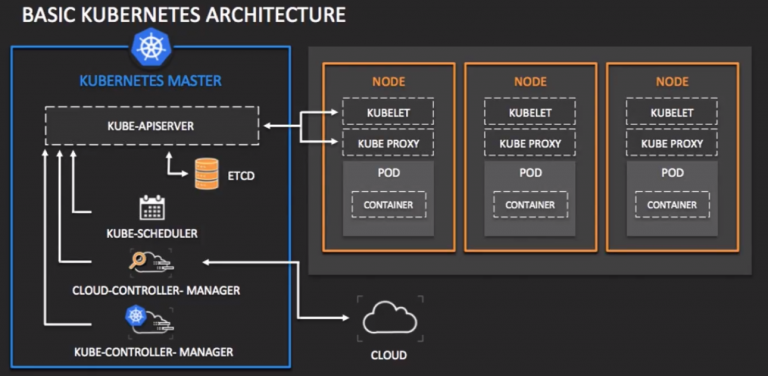 BASIC KUBERNETES ARCHITECTURE
KUBERNETES MASTER
KUBE-APISERVER
ETCD
KUBE-SCHEDULER
CLOUD-CONTROLLER- MANAGER
KUBE-CONTROLLER- MANAGER
NODE
KUBELET
KUBE PROXY
POD
CONTAINER
NODE
KUBELET
KUBE PROXY
POD
CONTAINER
NODE
KUBELET
KUBE PROXY
POD
CONTAINER
CLOUD